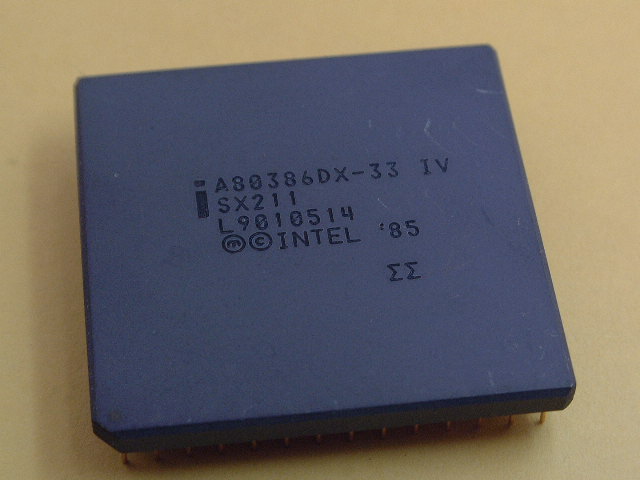 i A80386DX-33 IV
SX211
L9010514
ⓜ©INTEL '85
ΣΣ